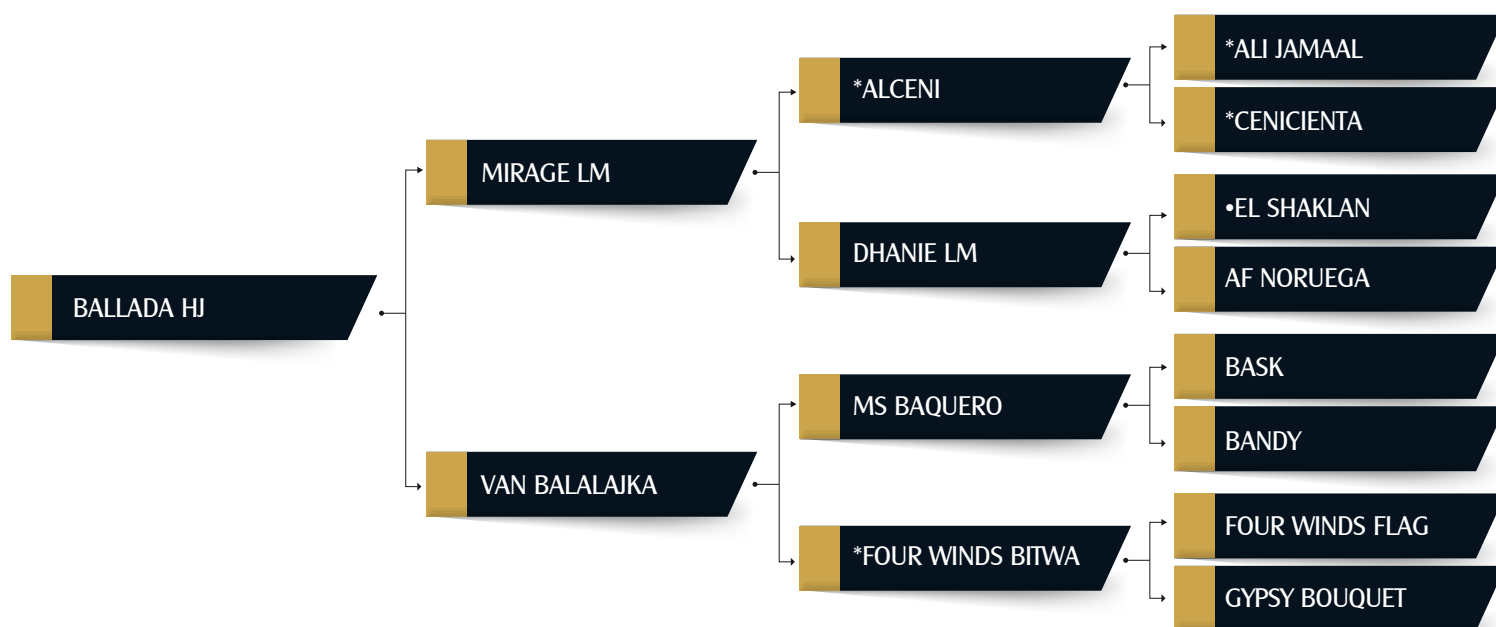 BALLADA HJ
MIRAGE LM
VAN BALALAJKA
*ALCENI
DHANIE LM
MS BAQUERO
*FOUR WINDS BITWA
*ALI JAMAAL
*CENICIENTA
•EL SHAKLAN
AF NORUEGA
BASK
BANDY
FOUR WINDS FLAG
GYPSY BOUQUET